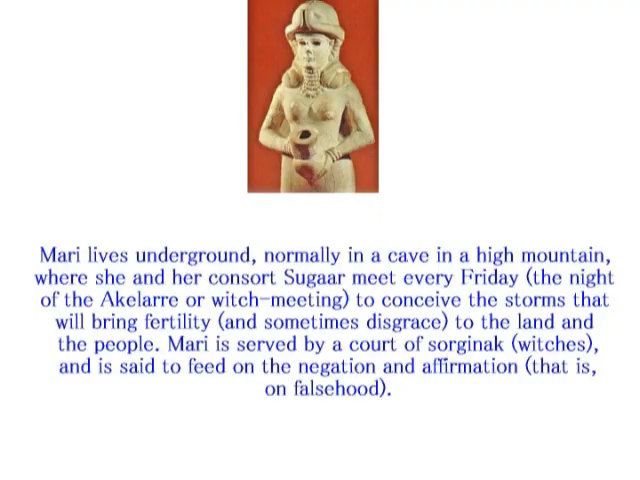 Mari lives underground, normally in a cave in a high mountain,
where she and her consort Sugaar meet every Friday (the night
of the Akelarre or witch-meeting) to conceive the storms that
will bring fertility (and sometimes disgrace) to the land and
the people. Mari is served by a court of sorginak (witches),
and is said to feed on the negation and affirmation (that is,
on falsehood).